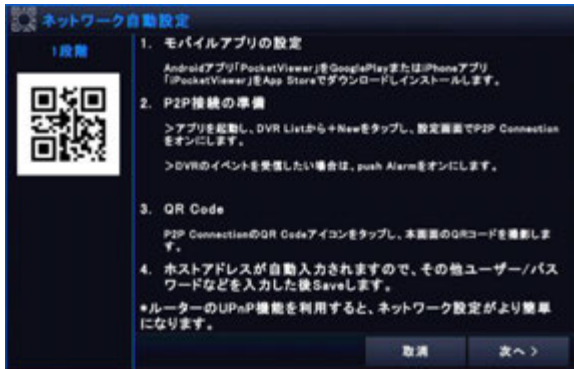 ネットワーク自動設定
1段階
1. モバイルアプリの設定
Androidアプリ「PocketViewer」をGooglePlayまたはiPhoneアプリ
「iPocketViewer」をApp Storeでダウンロードしインストールします。
2. P2P接続の準備
>アプリを起動し、DVR Listから+Newをタップし、設定画面でP2P Connection
をオンにします。
>DVRのイベントを受信したい場合は、push Alarmをオンにします。
3. QR Code
P2P ConnectionのQR Codeアイコンをタップし、本画面のQRコードを撮影しま
す。
4. ホストアドレスが自動入力されますので、その他ユーザー/パス
ワードなどを入力した後Saveします。
*ルーターのUPnP機能を利用すると、ネットワーク設定がより簡単
になります。
取消
次へ >